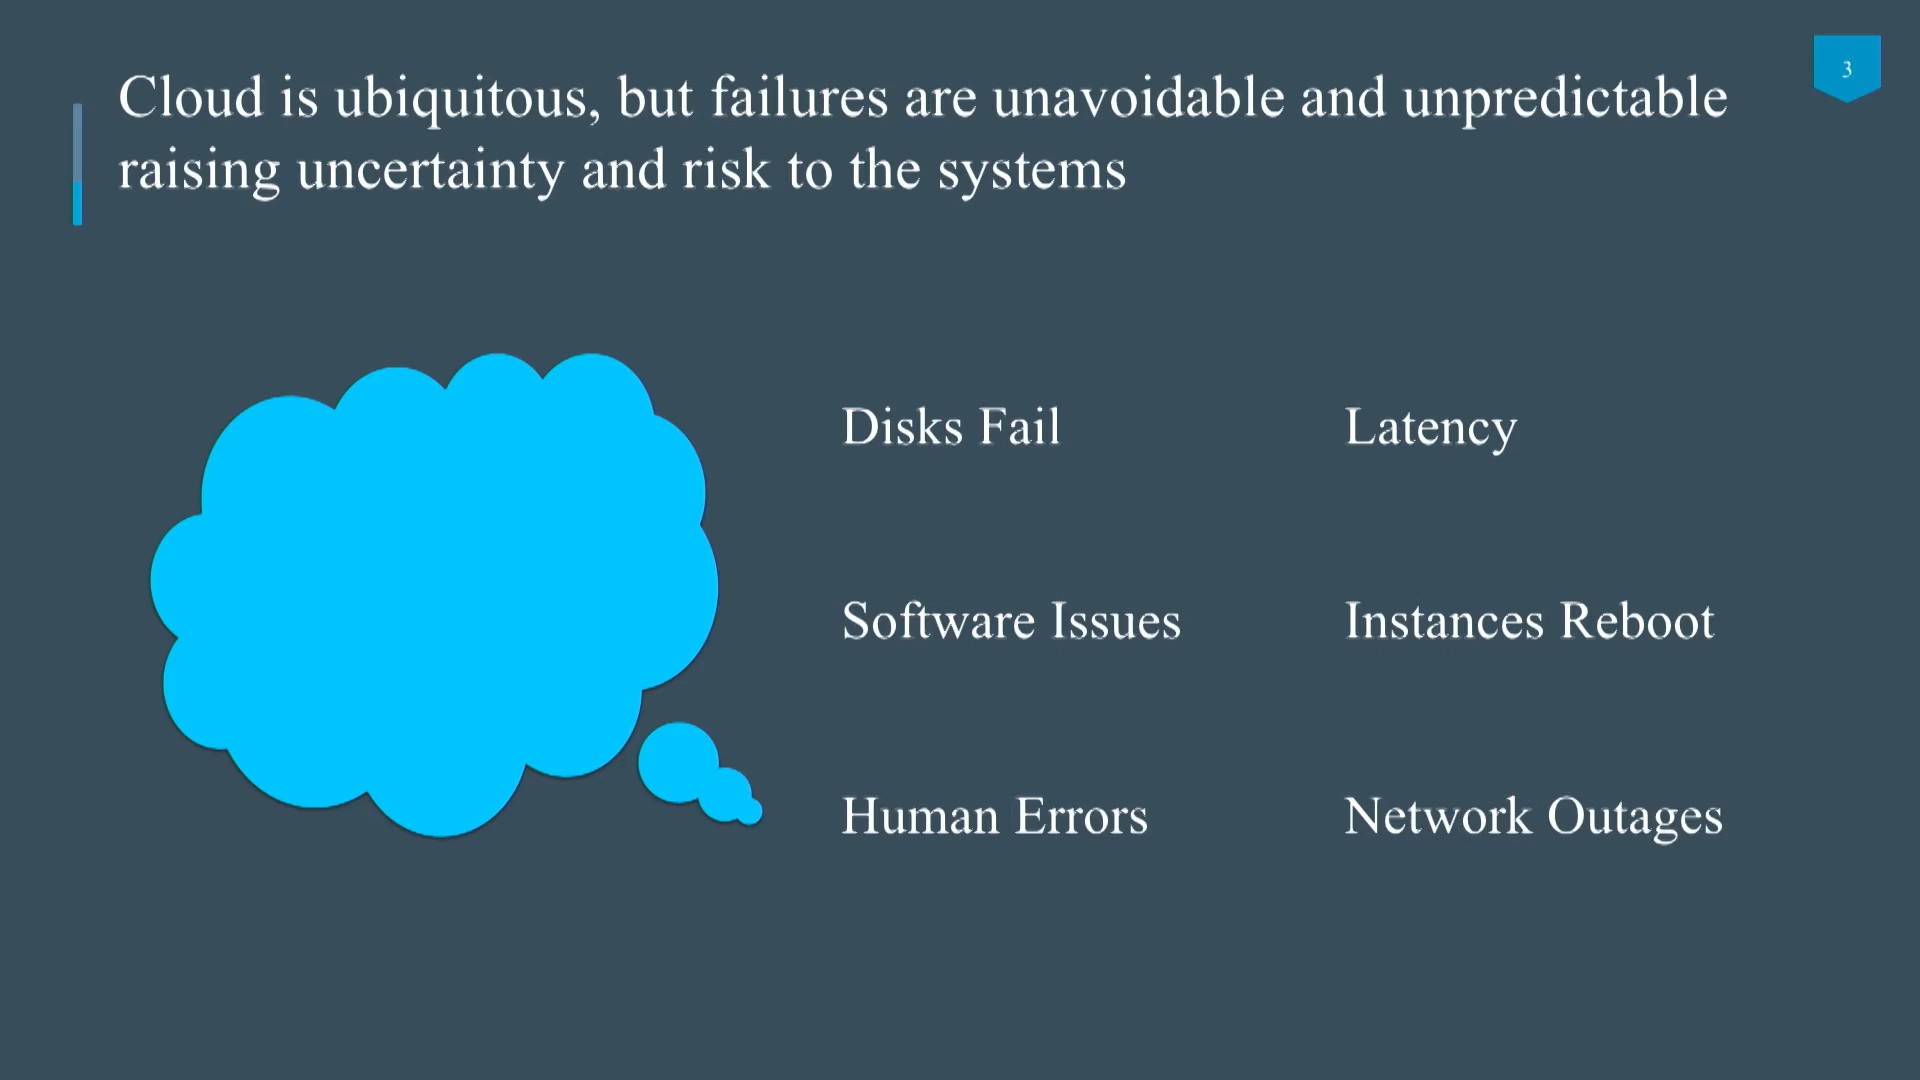 Cloud is ubiquitous, but failures are unavoidable and unpredictable
raising uncertainty and risk to the systems
3
Disks Fail
Latency
Software Issues
Instances Reboot
Human Errors
Network Outages